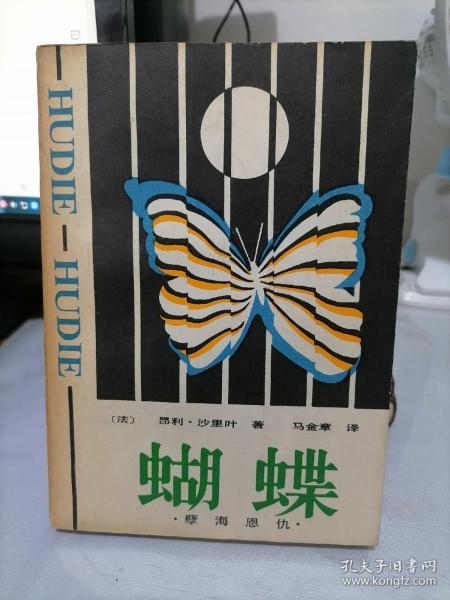 HUDIE — HUDIE
〔法〕 昂利·沙里叶 著 马金章 译
蝴蝶
·孽海恩仇·
孔夫子旧书网
www.kongfz.com